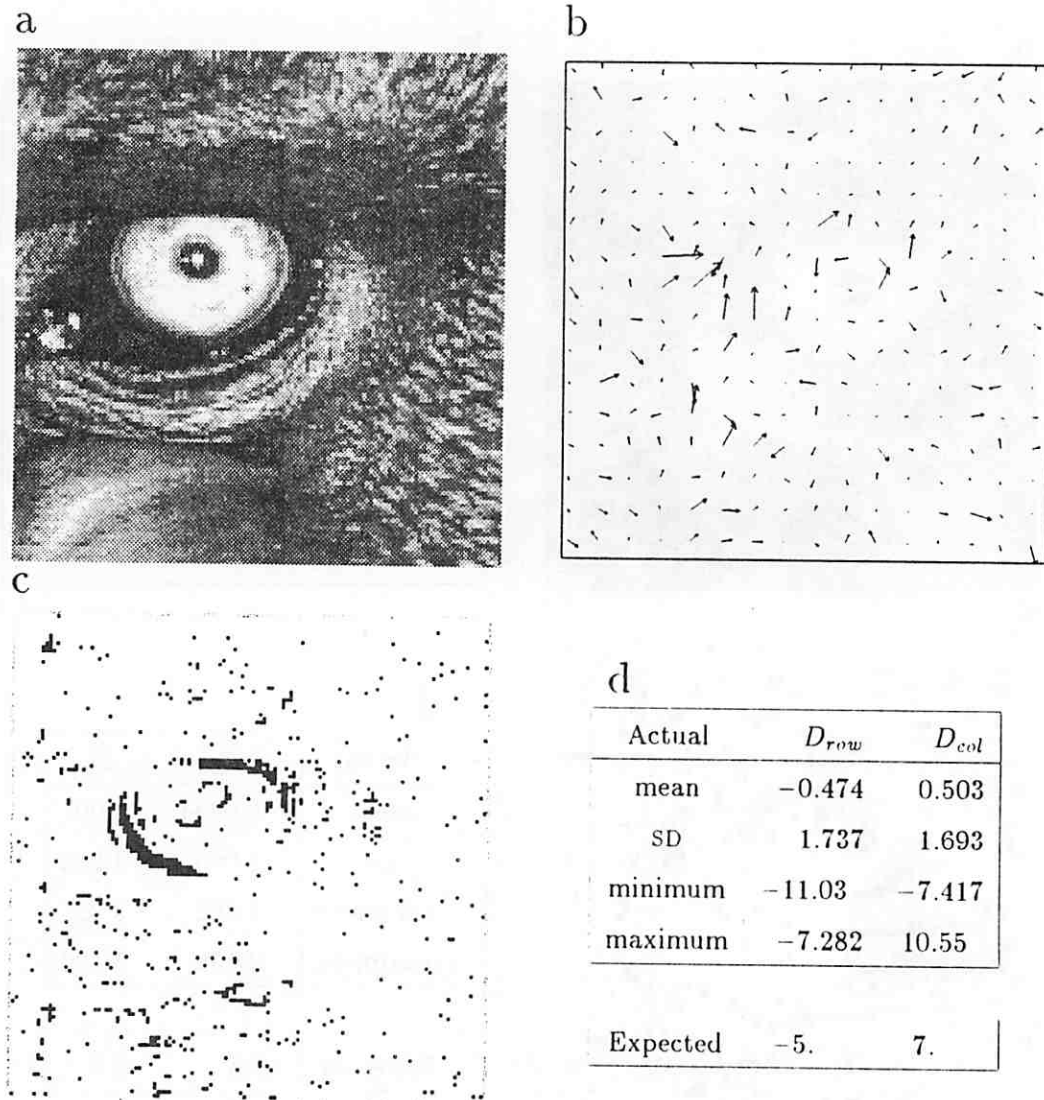 a
b
c
d
Actual D_row D_col
mean −0.474 0.503
SD 1.737 1.693
minimum −11.03 −7.417
maximum −7.282 10.55
Expected −5. 7.